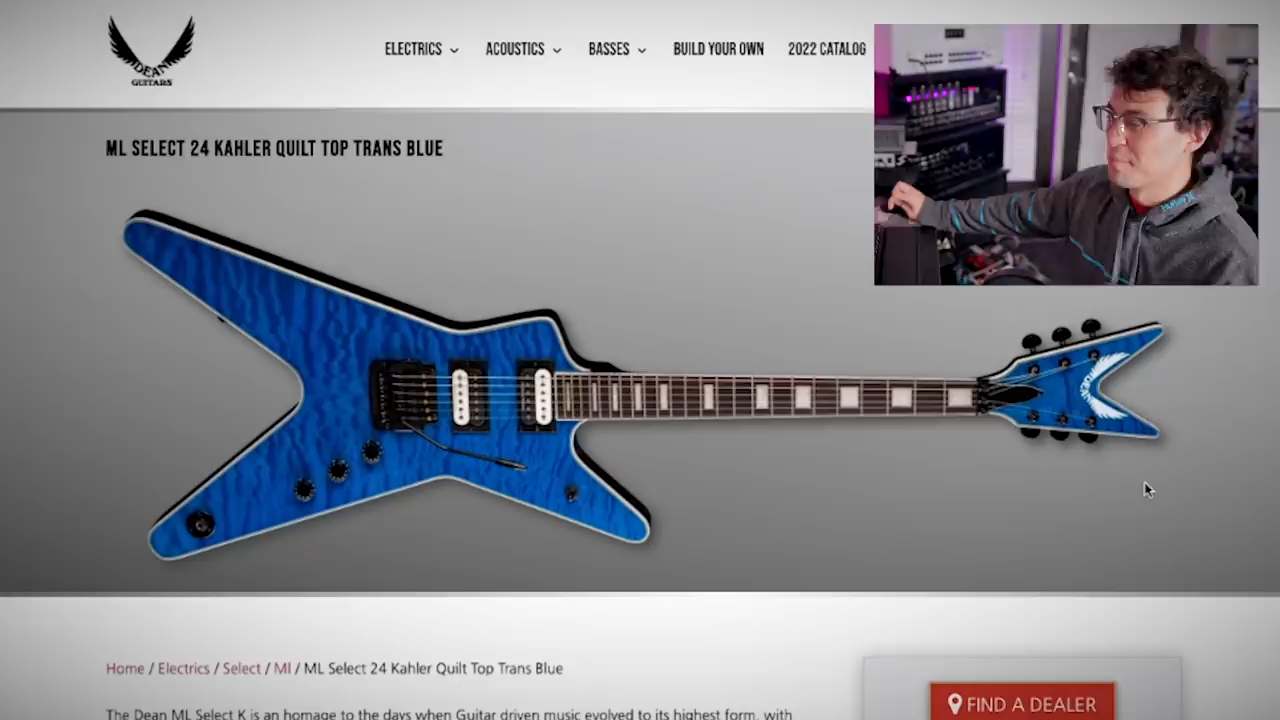 DEAN
GUITARS
ELECTRICS ACOUSTICS BASSES BUILD YOUR OWN 2022 CATALOG
ML SELECT 24 KAHLER QUILT TOP TRANS BLUE
Hurley
DEAN
Home / Electrics / Select / Ml / ML Select 24 Kahler Quilt Top Trans Blue
FIND A DEALER
The Dean ML Select K is an homage to the days when Guitar driven music evolved to its highest form, with